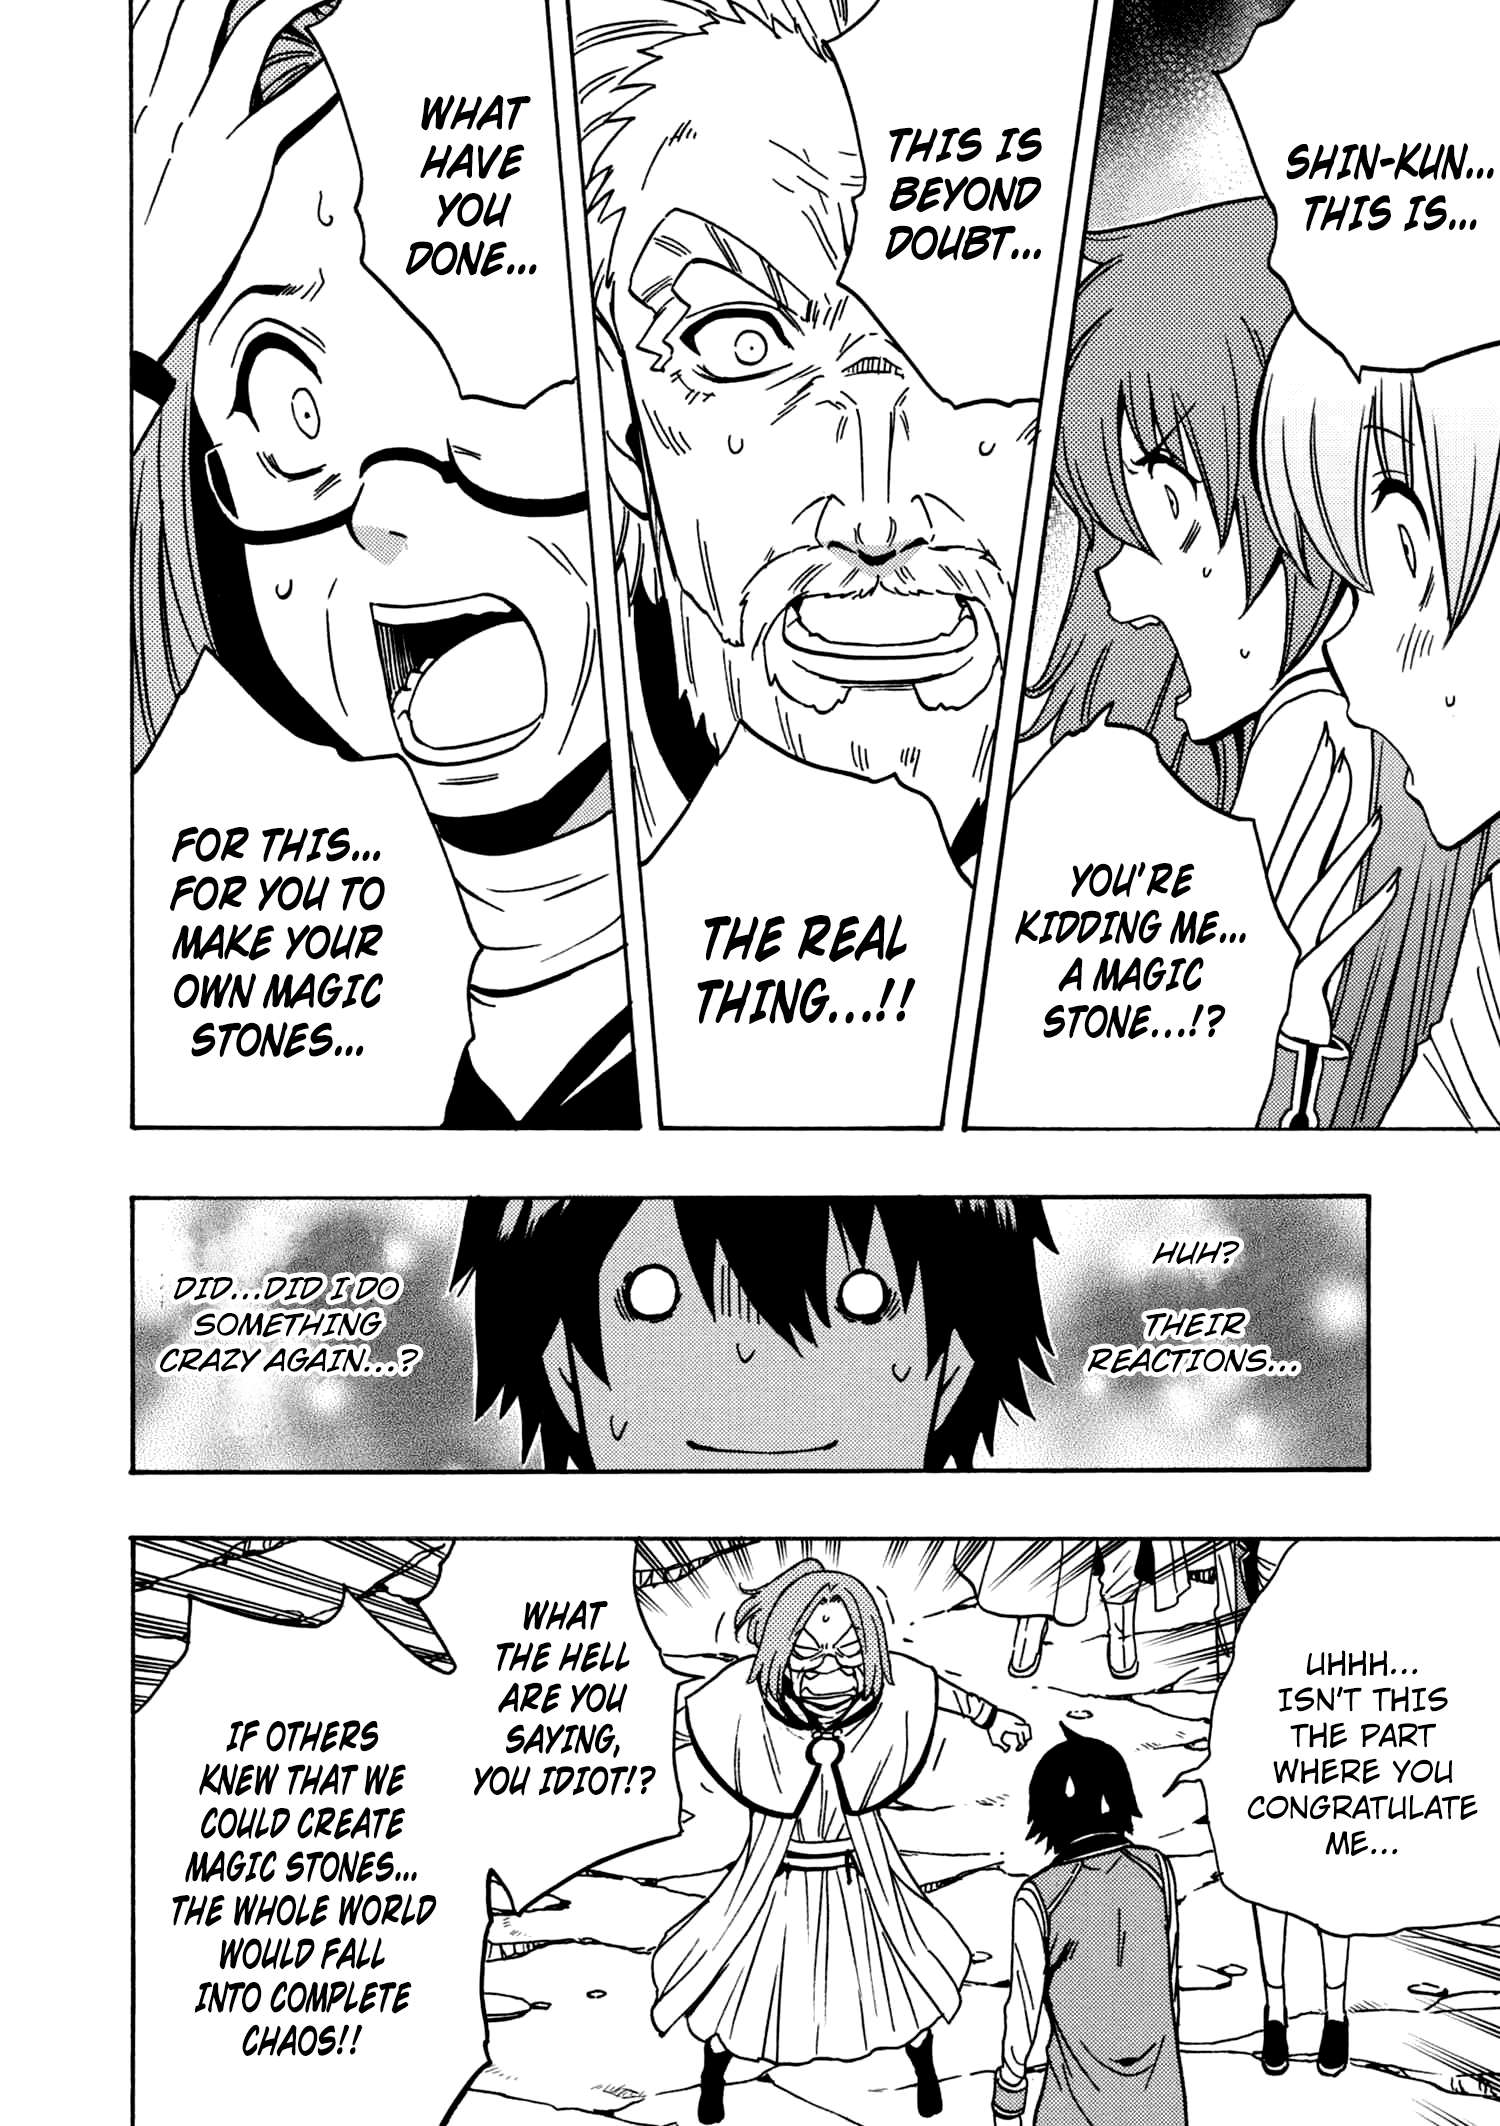 SHIN-KUN...
THIS IS...
YOU'RE
KIDDING ME...
A MAGIC
STONE...!?
THIS IS
BEYOND
DOUBT...
THE REAL
THING...!!
WHAT
HAVE
YOU
DONE...
FOR THIS...
FOR YOU TO
MAKE YOUR
OWN MAGIC
STONES...
HUH?
THEIR
REACTIONS...
DID...DID I DO
SOMETHING
CRAZY AGAIN...?
UHHH...
ISN'T THIS
THE PART
WHERE YOU
CONGRATULATE
ME...
WHAT
THE HELL
ARE YOU
SAYING,
YOU IDIOT!?
IF OTHERS
KNEW THAT WE
COULD CREATE
MAGIC STONES...
THE WHOLE WORLD
WOULD FALL
INTO COMPLETE
CHAOS!!